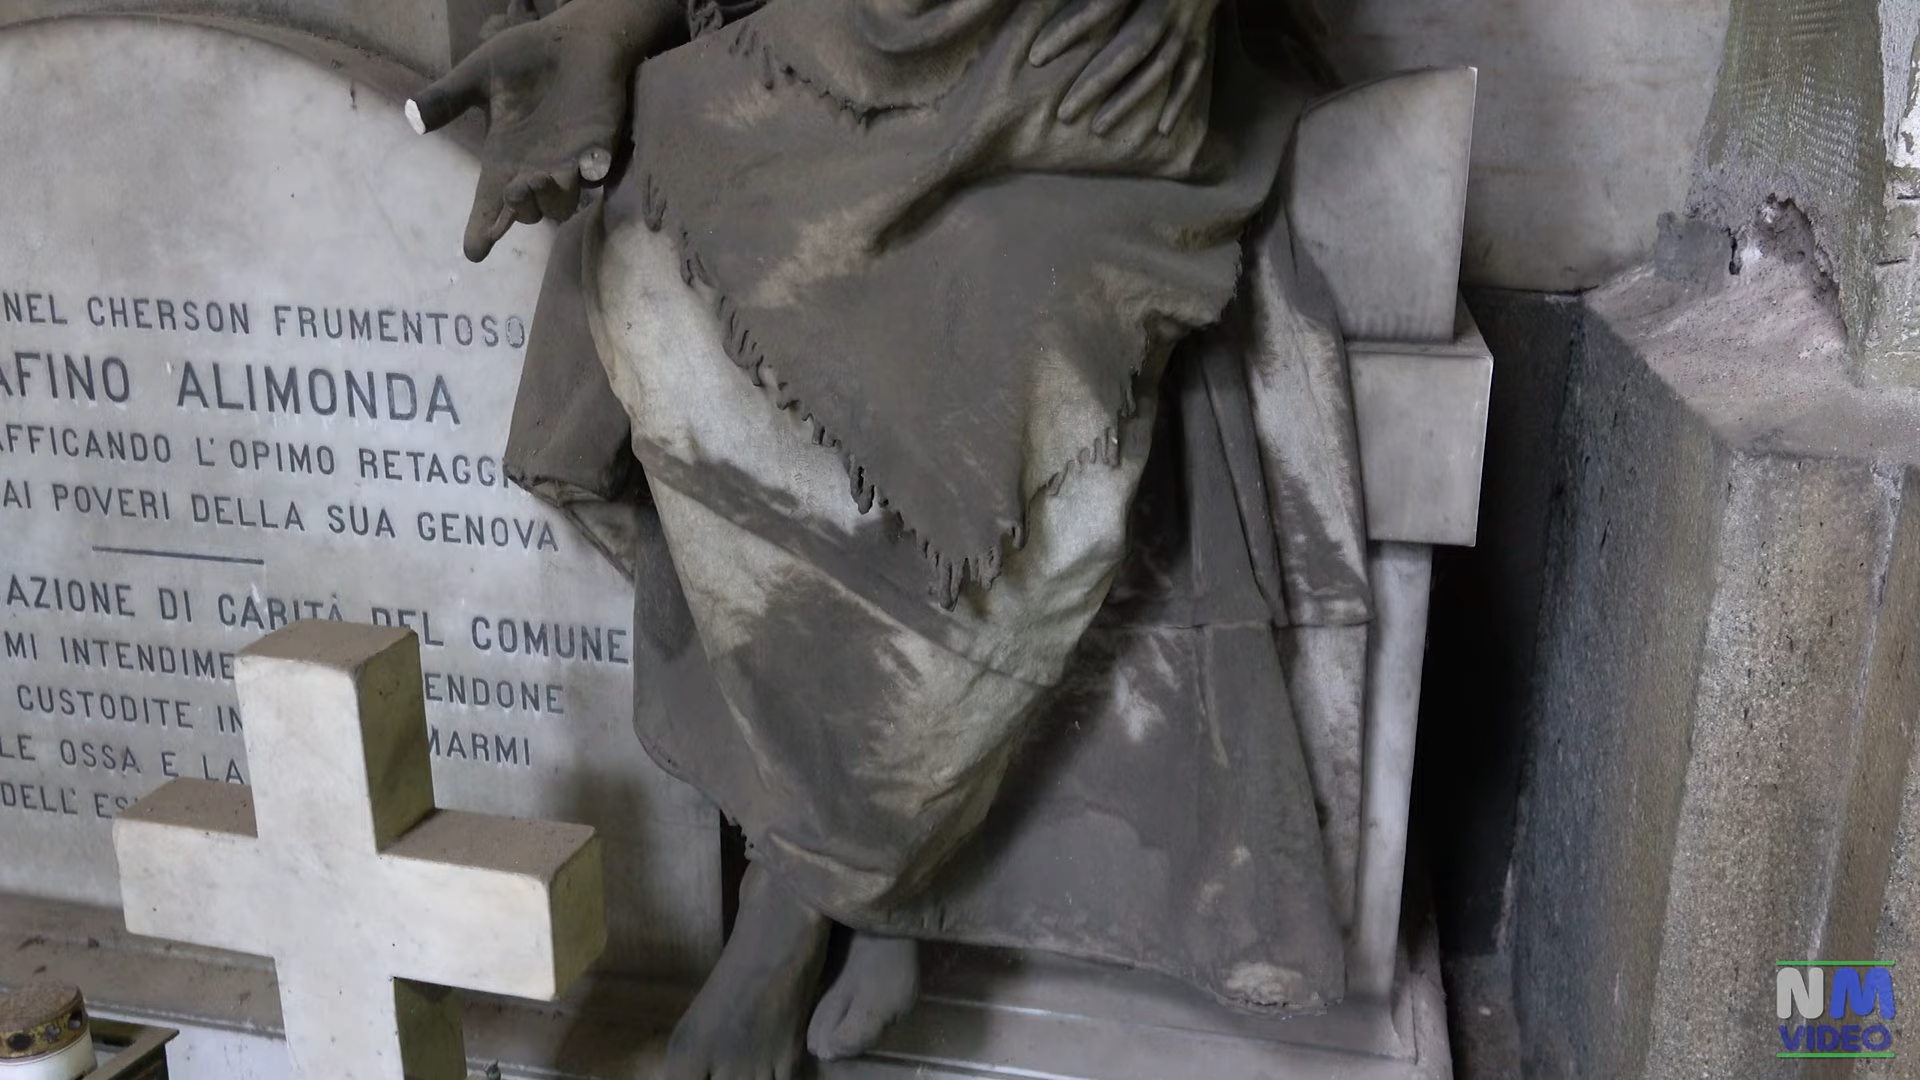 NEL CHERSON FRUMENTOSO
AFINO ALIMONDA
AFFICANDO L'OPIMO RETAGG
AI POVERI DELLA SUA GENOVA
AZIONE DI CARITÀ DEL COMUNE
MI INTENDIME ENDONE
CUSTODITE IN MARMI
LE OSSA E LA
DELL' ES
NM
VIDEO